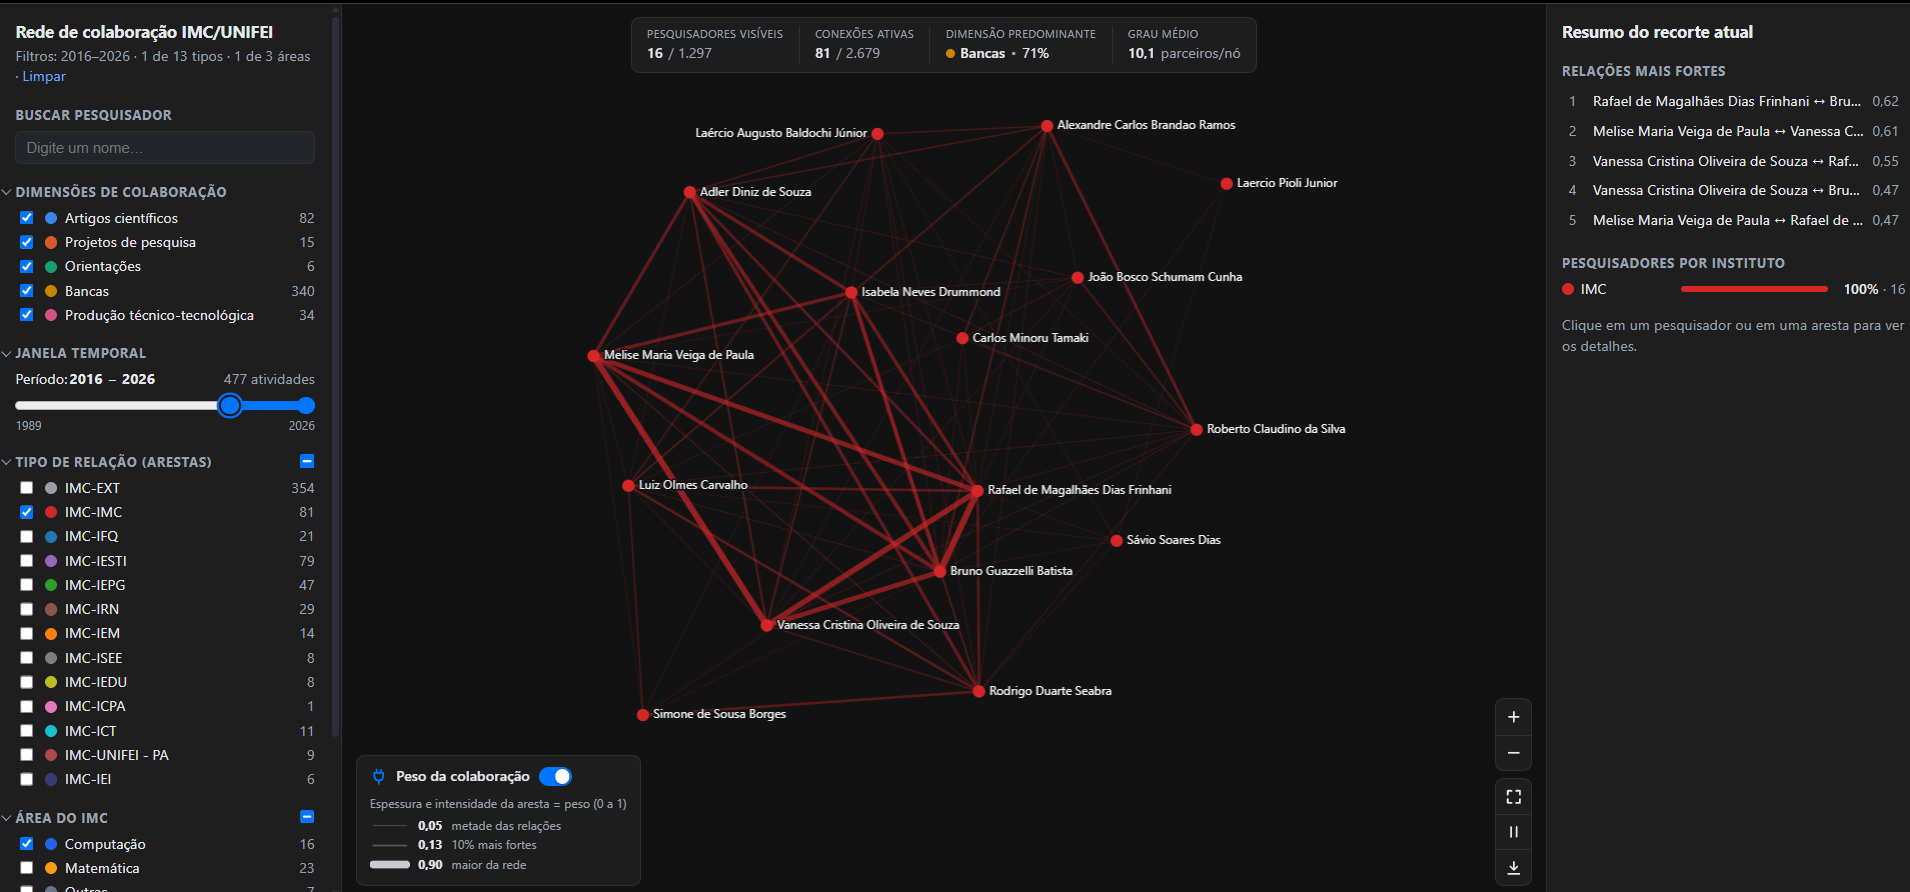 Rede de colaboração IMC/UNIFEI
Filtros: 2016–2026 · 1 de 13 tipos · 1 de 3 áreas
· Limpar
BUSCAR PESQUISADOR
Digite um nome…
DIMENSÕES DE COLABORAÇÃO
Artigos científicos 82
Projetos de pesquisa 15
Orientações 6
Bancas 340
Produção técnico-tecnológica 34
JANELA TEMPORAL
Período: 2016 – 2026 477 atividades
1989 2026
TIPO DE RELAÇÃO (ARESTAS)
IMC-EXT 354
IMC-IMC 81
IMC-IFQ 21
IMC-IESTI 79
IMC-IEPG 47
IMC-IRN 29
IMC-IEM 14
IMC-ISEE 8
IMC-IEDU 8
IMC-ICPA 1
IMC-ICT 11
IMC-UNIFEI - PA 9
IMC-IEI 6
ÁREA DO IMC
Computação 16
Matemática 23
Outras 7
PESQUISADORES VISÍVEIS
16 / 1.297
CONEXÕES ATIVAS
81 / 2.679
DIMENSÃO PREDOMINANTE
Bancas • 71%
GRAU MÉDIO
10,1 parceiros/nó
Laércio Augusto Baldochi Júnior
Alexandre Carlos Brandao Ramos
Laercio Pioli Junior
Adler Diniz de Souza
João Bosco Schumam Cunha
Isabela Neves Drummond
Carlos Minoru Tamaki
Melise Maria Veiga de Paula
Roberto Claudino da Silva
Luiz Olmes Carvalho
Rafael de Magalhães Dias Frinhani
Sávio Soares Dias
Bruno Guazzelli Batista
Vanessa Cristina Oliveira de Souza
Rodrigo Duarte Seabra
Simone de Sousa Borges
Peso da colaboração
Espessura e intensidade da aresta = peso (0 a 1)
0,05 metade das relações
0,13 10% mais fortes
0,90 maior da rede
Resumo do recorte atual
RELAÇÕES MAIS FORTES
1 Rafael de Magalhães Dias Frinhani ↔ Bru... 0,62
2 Melise Maria Veiga de Paula ↔ Vanessa C... 0,61
3 Vanessa Cristina Oliveira de Souza ↔ Raf... 0,55
4 Vanessa Cristina Oliveira de Souza ↔ Bru... 0,47
5 Melise Maria Veiga de Paula ↔ Rafael de ... 0,47
PESQUISADORES POR INSTITUTO
IMC 100% · 16
Clique em um pesquisador ou em uma aresta para ver
os detalhes.